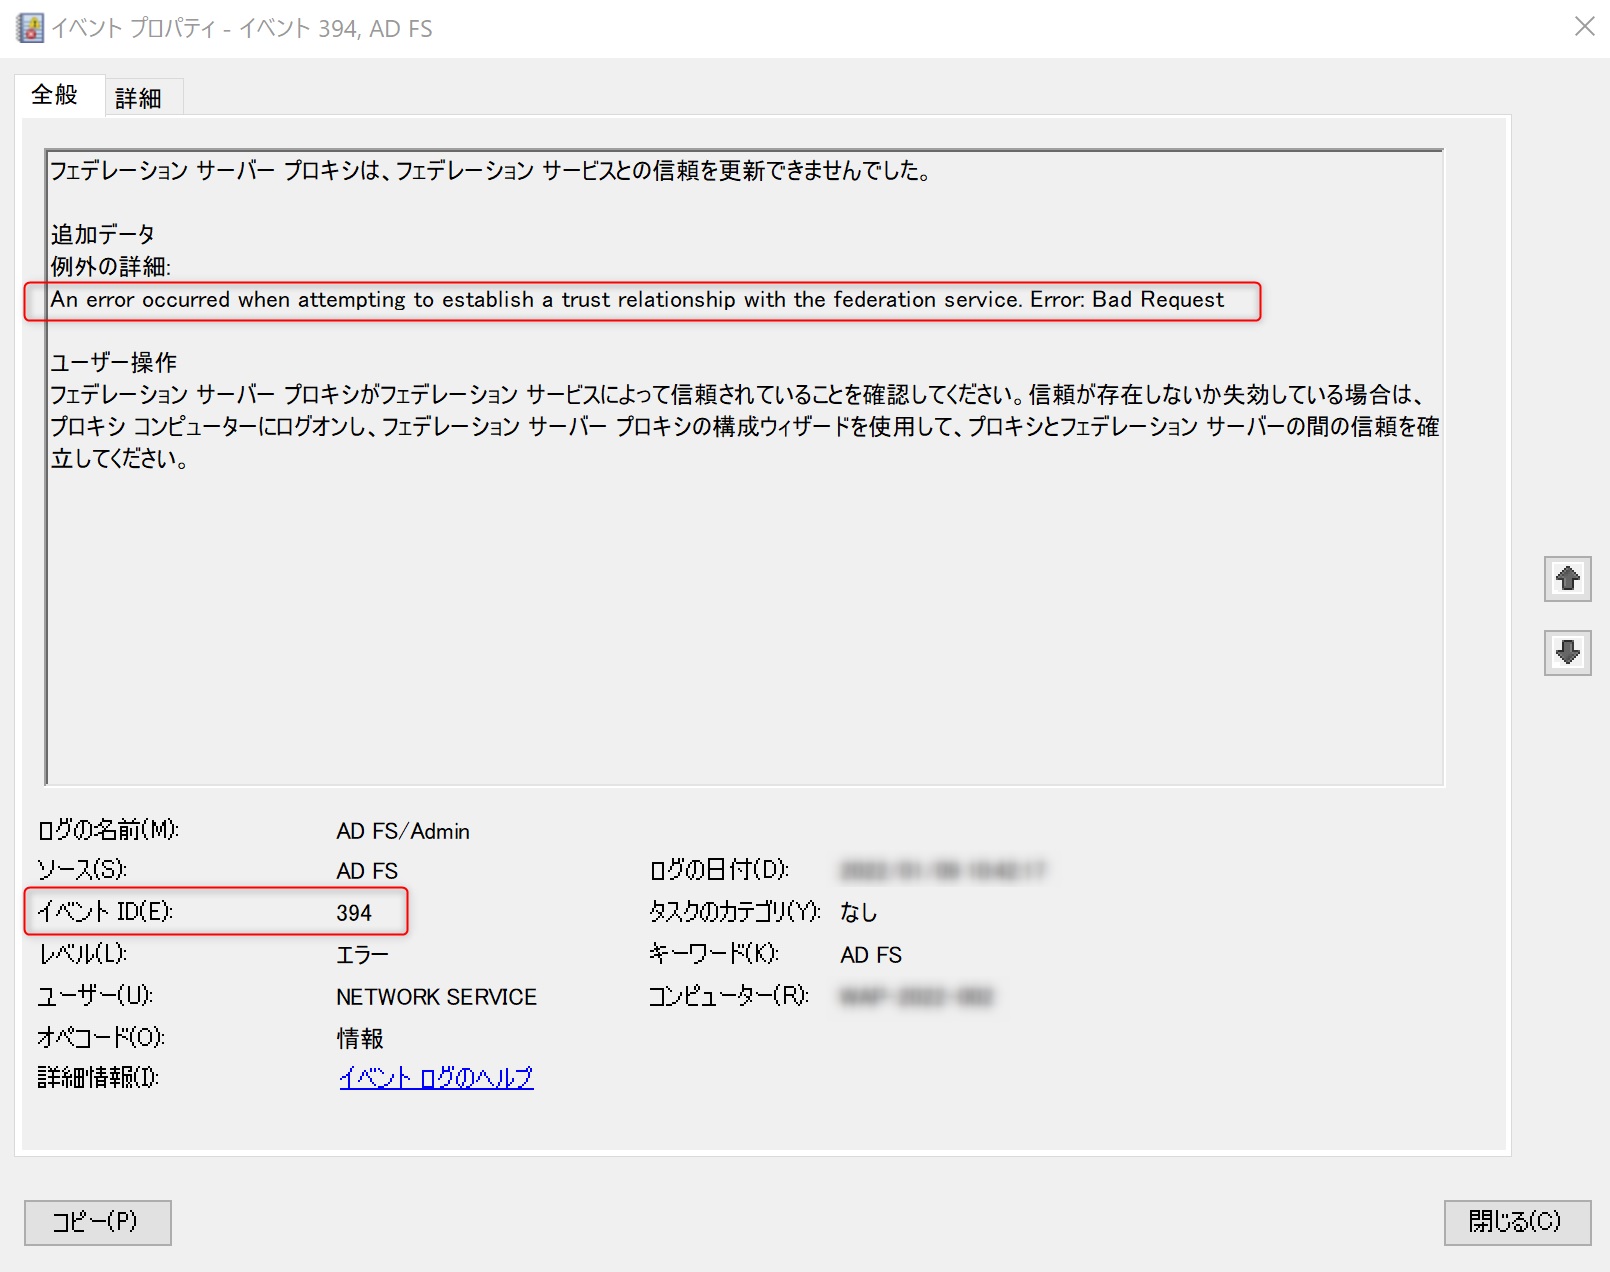 イベント プロパティ - イベント 394, AD FS
全般
詳細
フェデレーション サーバー プロキシは、フェデレーション サービスとの信頼を更新できませんでした。
追加データ
例外の詳細:
An error occurred when attempting to establish a trust relationship with the federation service. Error: Bad Request
ユーザー操作
フェデレーション サーバー プロキシがフェデレーション サービスによって信頼されていることを確認してください。信頼が存在しないか失効している場合は、
プロキシ コンピューターにログオンし、フェデレーション サーバー プロキシの構成ウィザードを使用して、プロキシとフェデレーション サーバーの間の信頼を確
立してください。
ログの名前(M): AD FS/Admin
ソース(S): AD FS ログの日付(D):
イベント ID(E): 394 タスクのカテゴリ(Y): なし
レベル(L): エラー キーワード(K): AD FS
ユーザー(U): NETWORK SERVICE コンピューター(R):
オペコード(O): 情報
詳細情報(I): イベント ログのヘルプ
コピー(P) 閉じる(C)